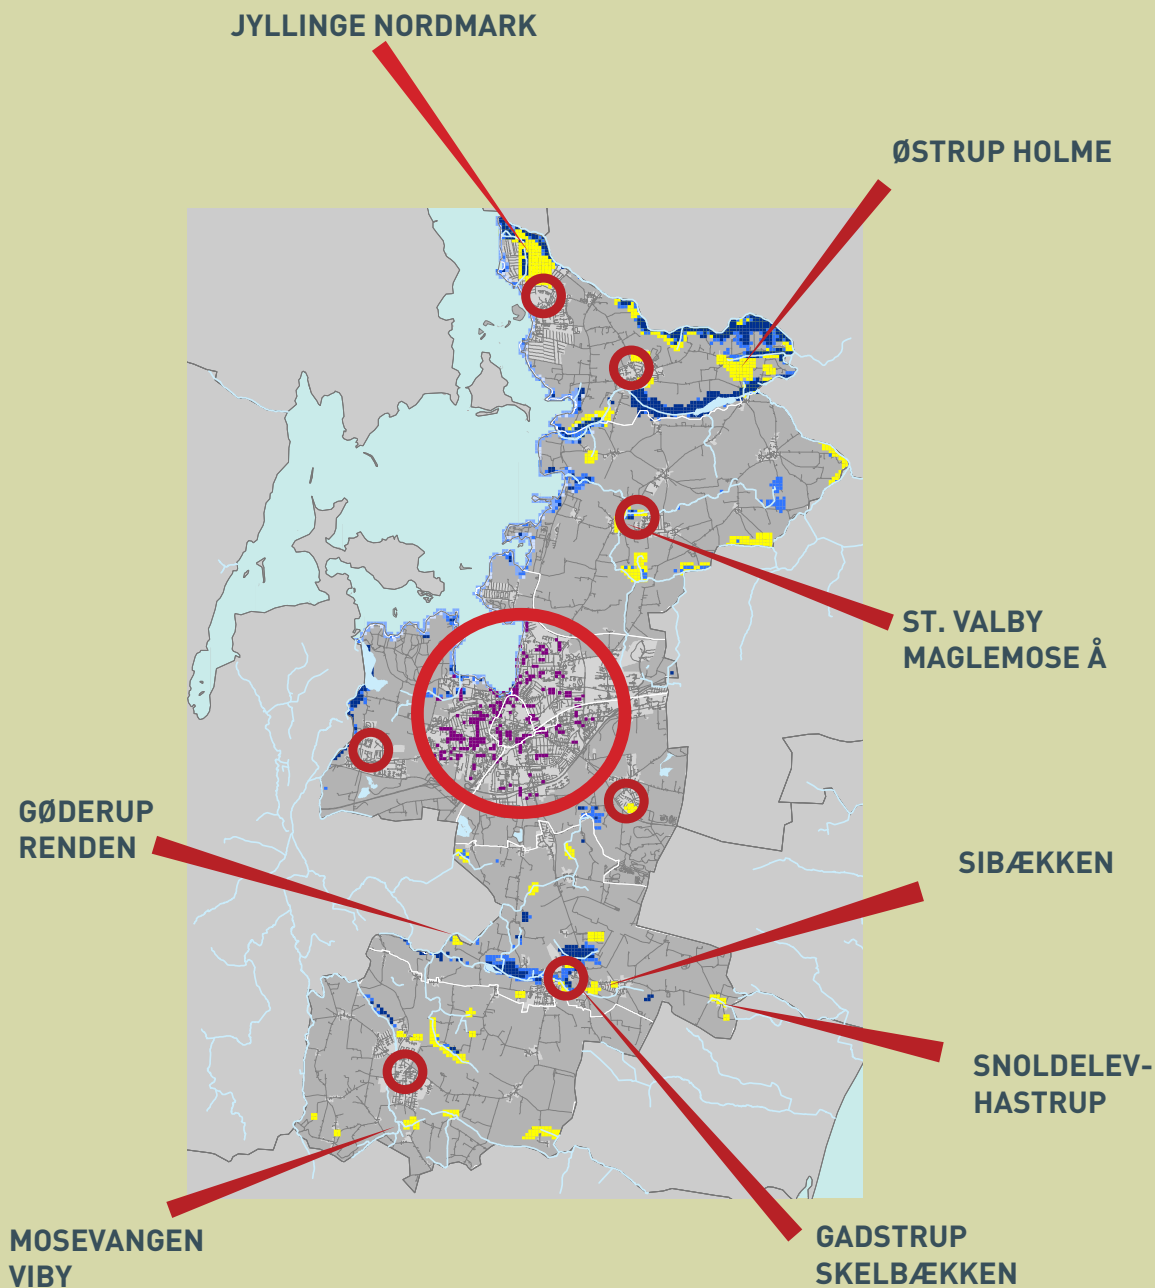 JYLLINGE NORDMARK
ØSTRUP HOLME
ST. VALBY
MAGLEMOSE Å
GØDERUP
RENDEN
SIBÆKKEN
SNOLDELEV-
HASTRUP
MOSEVANGEN
VIBY
GADSTRUP
SKELBÆKKEN